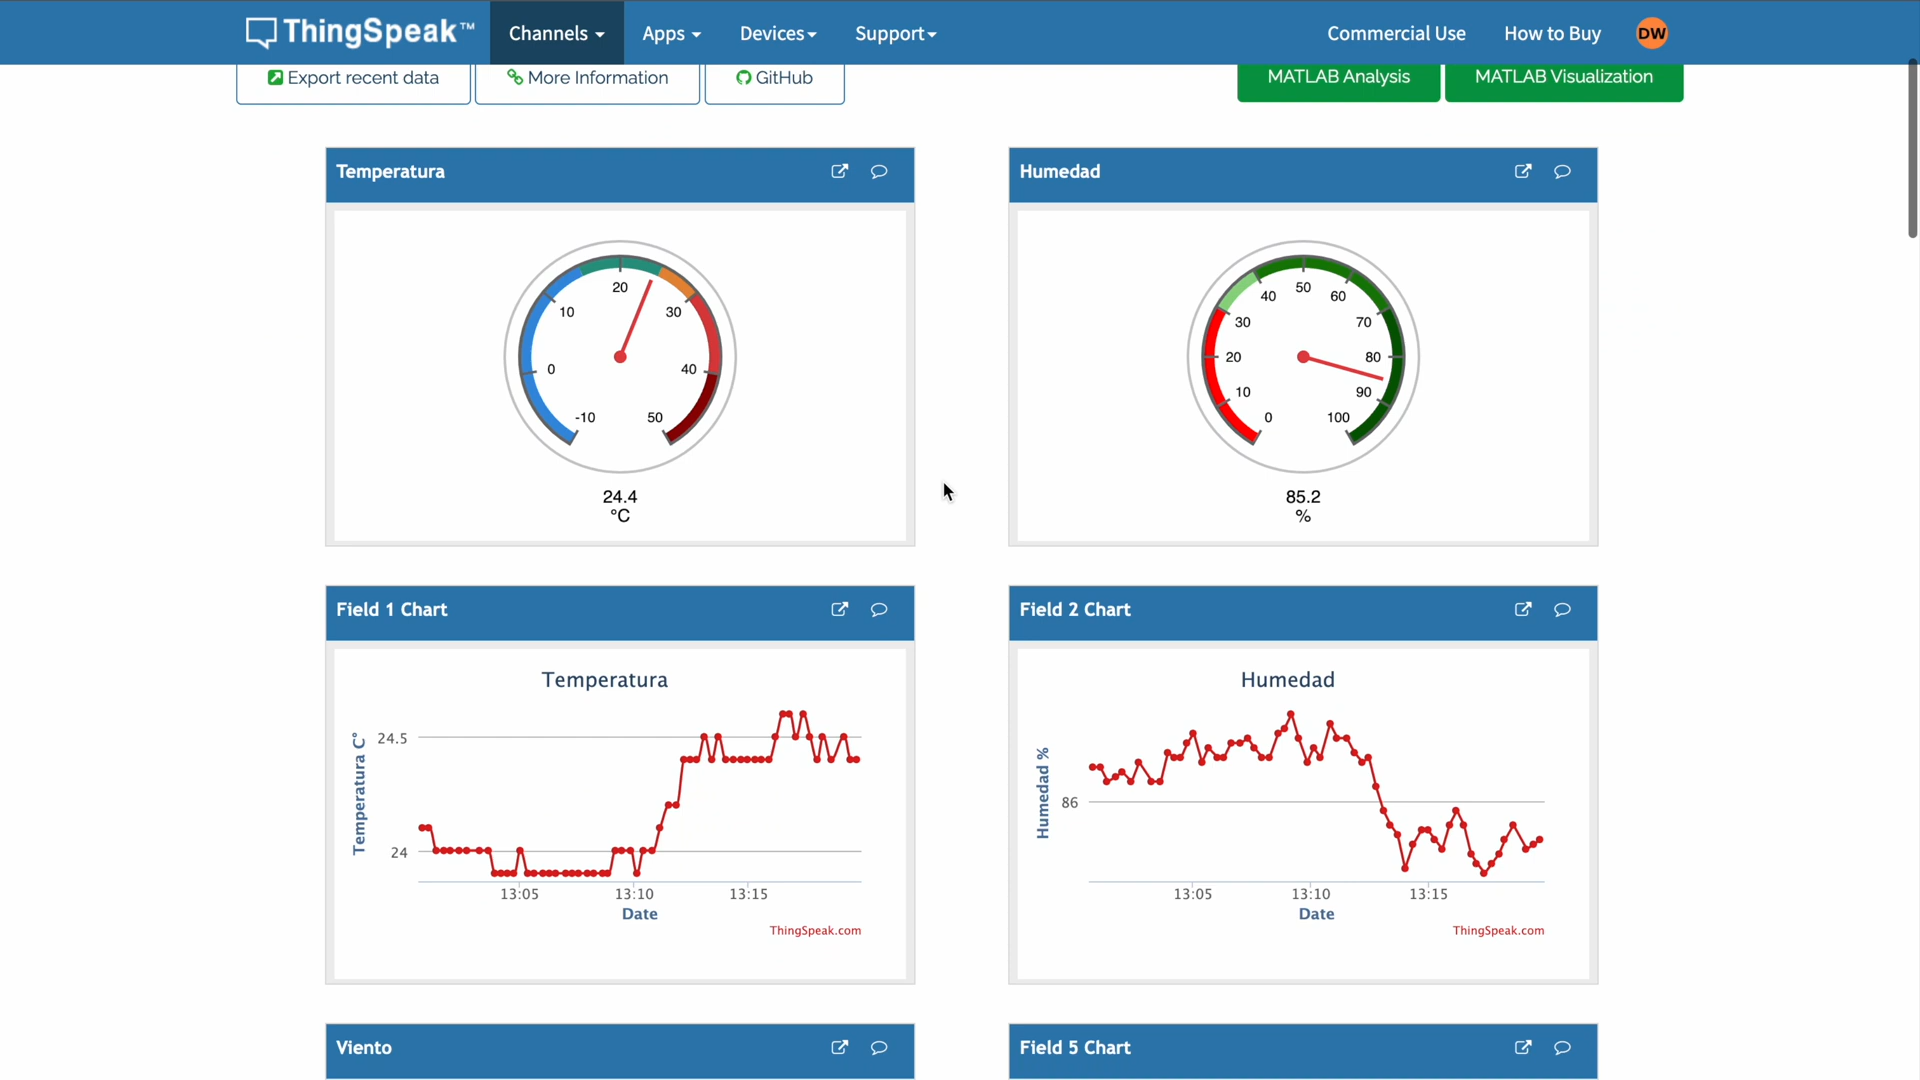 ThingSpeak™ Channels Apps Devices Support Commercial Use How to Buy DW
Export recent data More Information GitHub MATLAB Analysis MATLAB Visualization
Temperatura
20
10 30
0 40
-10 50
24.4
°C
Humedad
50
40 60
30 70
20 80
10 90
0 100
85.2
%
Field 1 Chart
Temperatura
Temperatura C°
24.5
24
13:05 13:10 13:15
Date
ThingSpeak.com
Field 2 Chart
Humedad
Humedad %
86
13:05 13:10 13:15
Date
ThingSpeak.com
Viento
Field 5 Chart